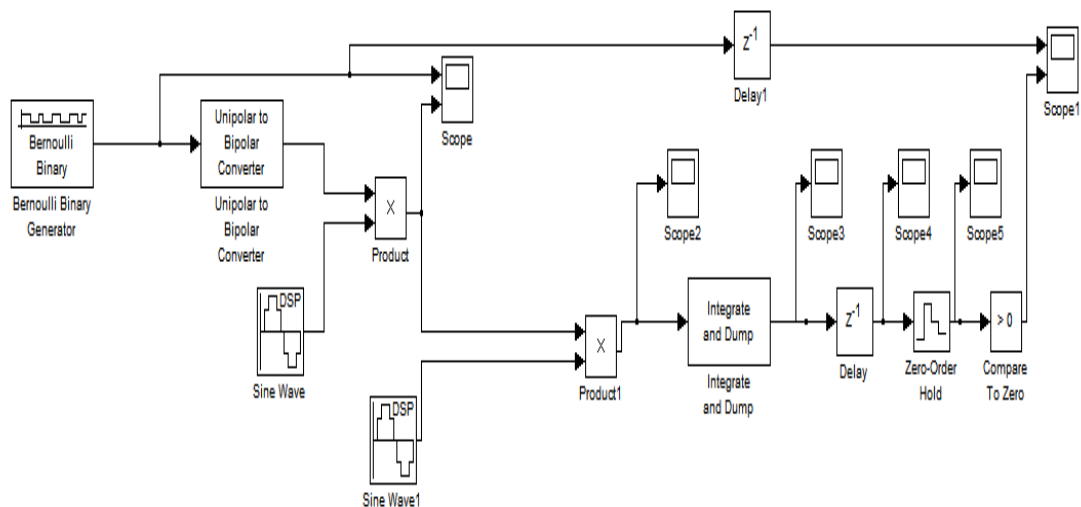 Z-1
Delay1
Scope1
Scope
Bernoulli
Binary
Bernoulli Binary
Generator
Unipolar to
Bipolar
Converter
Unipolar to
Bipolar
Converter
X
Product
DSP
Sine Wave
DSP
Sine Wave1
X
Product1
Scope2
Integrate
and Dump
Integrate
and Dump
Scope3
Z-1
Delay
Scope4
Zero-Order
Hold
Scope5
> 0
Compare
To Zero